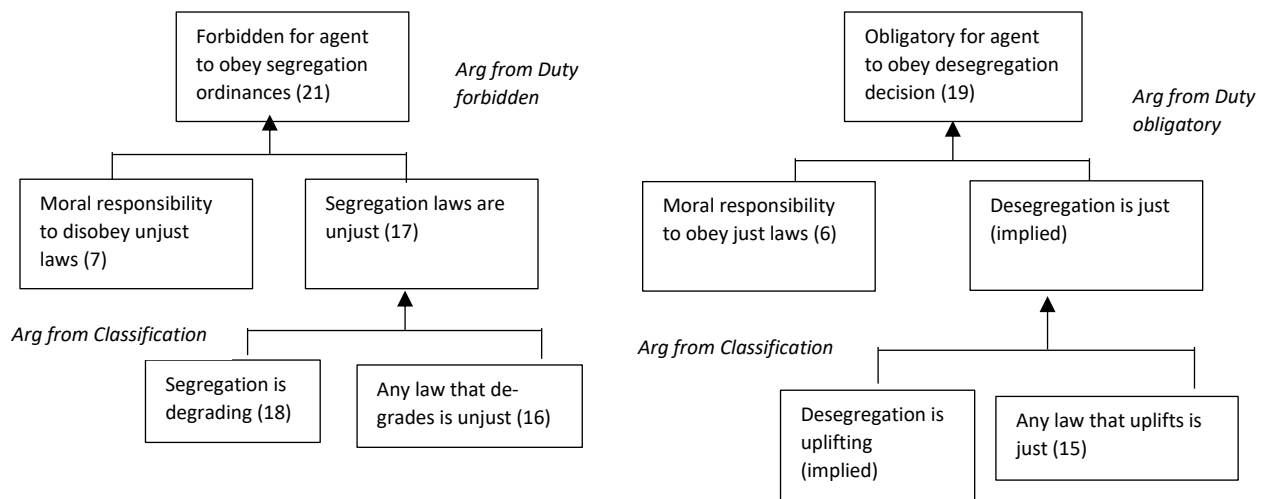 Forbidden for agent
to obey segregation
ordinances (21)
Arg from Duty
forbidden
Moral responsibility
to disobey unjust
laws (7)
Segregation laws are
unjust (17)
Arg from Classification
Segregation is
degrading (18)
Any law that de-
grades is unjust (16)
Obligatory for agent
to obey desegregation
decision (19)
Arg from Duty
obligatory
Moral responsibility
to obey just laws (6)
Desegregation is just
(implied)
Arg from Classification
Desegregation is
uplifting
(implied)
Any law that uplifts is
just (15)